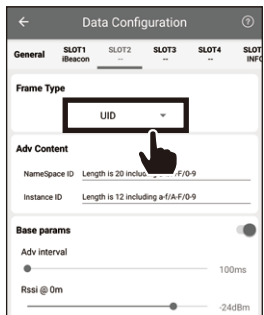 Data Configuration
General SLOT1 SLOT2 SLOT3 SLOT4 SLOT
iBeacon -- -- -- INFO
Frame Type
UID
Adv Content
NameSpace ID Length is 20 including a-f/A-F/0-9
Instance ID Length is 12 including a-f/A-F/0-9
Base params
Adv interval
100ms
Rssi @ 0m
-24dBm